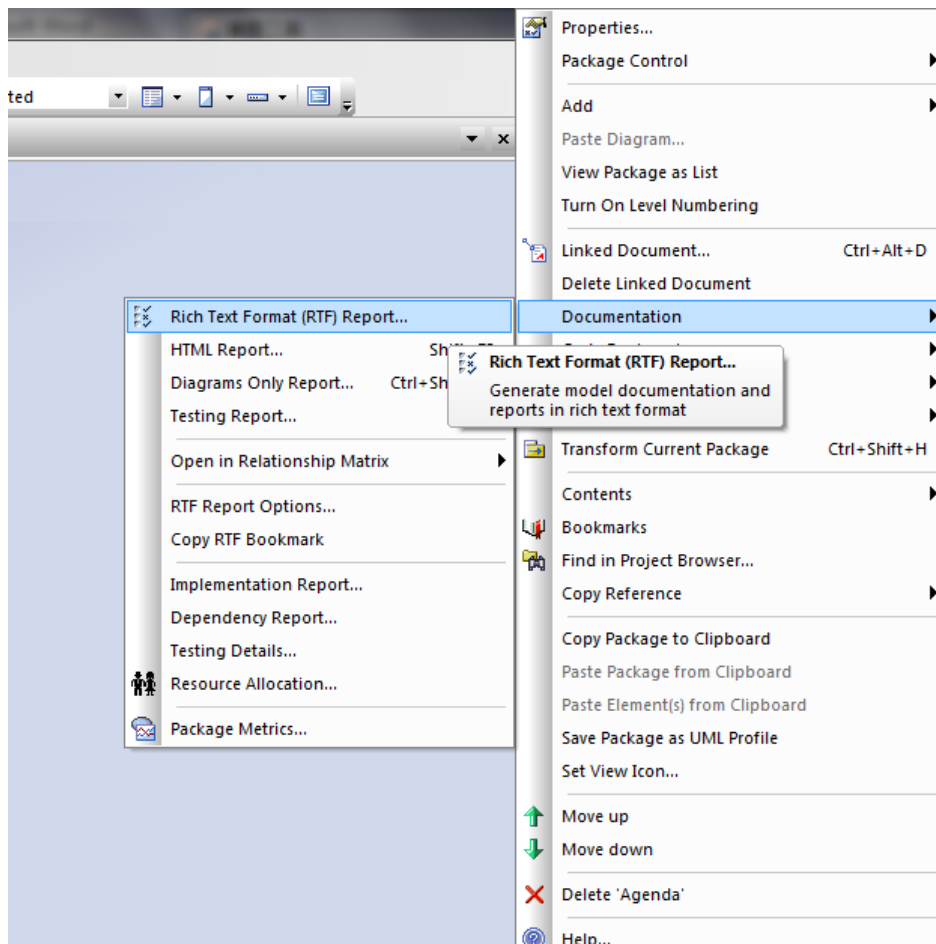 ted
Properties...
Package Control
Add
Paste Diagram...
View Package as List
Turn On Level Numbering
Linked Document... Ctrl+Alt+D
Delete Linked Document
Documentation
Transform Current Package Ctrl+Shift+H
Contents
Bookmarks
Find in Project Browser...
Copy Reference
Copy Package to Clipboard
Paste Package from Clipboard
Paste Element(s) from Clipboard
Save Package as UML Profile
Set View Icon...
Move up
Move down
Delete 'Agenda'
Help...
Rich Text Format (RTF) Report...
HTML Report...
Diagrams Only Report... Ctrl+Sh
Testing Report...
Open in Relationship Matrix
RTF Report Options...
Copy RTF Bookmark
Implementation Report...
Dependency Report...
Testing Details...
Resource Allocation...
Package Metrics...
Rich Text Format (RTF) Report...
Generate model documentation and
reports in rich text format